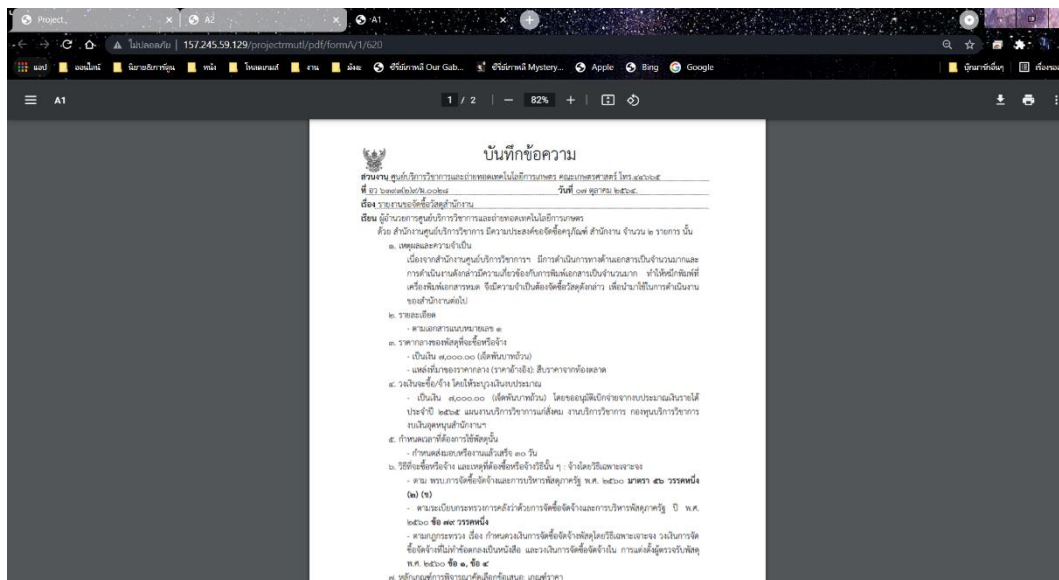 Project
A2
A1
ไม่ปลอดภัย | 157.245.59.129/projectrmutl/pdf/formA/1/620
แอป
ออนไลน์
นิยาย&การ์ตูน
หนัง
โหลดเกมส์
งาน
มังงะ
ซีรี่ย์เกาหลี Our Gab...
ซีรี่ย์เกาหลี Mystery...
Apple
Bing
Google
บุ๊กมาร์กอื่นๆ
A1
1 / 2
82%
บันทึกข้อความ
ส่วนงาน ศูนย์บริการวิชาการและถ่ายทอดเทคโนโลยีการเกษตร คณะเกษตรศาสตร์ โทร.
วันที่ ๐๗ ตุลาคม ๒๕๖๔
เรื่อง รายงานขอจัดซื้อวัสดุสำนักงาน
เรียน ผู้อำนวยการศูนย์บริการวิชาการและถ่ายทอดเทคโนโลยีการเกษตร
ด้วย สำนักงานศูนย์บริการวิชาการ มีความประสงค์ขอจัดซื้อครุภัณฑ์ สำนักงาน จำนวน ๒ รายการ นั้น
๑. เหตุผลและความจำเป็น
เนื่องจากสำนักงานศูนย์บริการวิชาการฯ มีการดำเนินการทางด้านเอกสารเป็นจำนวนมากและ
การดำเนินงานดังกล่าวมีความเกี่ยวข้องกับการพิมพ์เอกสารเป็นจำนวนมาก ทำให้หมึกพิมพ์ที่
เครื่องพิมพ์เอกสารหมด จึงมีความจำเป็นต้องจัดซื้อวัสดุดังกล่าว เพื่อนำมาใช้ในการดำเนินงาน
ของสำนักงานต่อไป
๒. รายละเอียด
- ตามเอกสารแนบหมายเลข ๑
๓. ราคากลางของพัสดุที่จะซื้อหรือจ้าง
- เป็นเงิน ๗,๐๐๐.๐๐ (เจ็ดพันบาทถ้วน)
- แหล่งที่มาของราคากลาง (ราคาอ้างอิง): สืบราคาจากท้องตลาด
๔. วงเงินจะซื้อ/จ้าง โดยให้ระบุวงเงินงบประมาณ
- เป็นเงิน ๗,๐๐๐.๐๐ (เจ็ดพันบาทถ้วน) โดยขออนุมัติเบิกจ่ายจากงบประมาณเงินรายได้
ประจำปี ๒๕๖๕ แผนงานบริการวิชาการแก่สังคม งานบริการวิชาการ กองทุนบริการวิชาการ
งบเงินอุดหนุนสำนักงานฯ
๕. กำหนดเวลาที่ต้องการใช้พัสดุนั้น
- กำหนดส่งมอบหรืองานแล้วเสร็จ ๓๐ วัน
๖. วิธีที่จะซื้อหรือจ้าง และเหตุที่ต้องซื้อหรือจ้างวิธีนั้น ๆ : จ้างโดยวิธีเฉพาะเจาะจง
- ตาม พรบ.การจัดซื้อจัดจ้างและการบริหารพัสดุภาครัฐ พ.ศ. ๒๕๖๐ มาตรา ๕๖ วรรคหนึ่ง
(๒) (ข)
- ตามระเบียบกระทรวงการคลังว่าด้วยการจัดซื้อจัดจ้างและการบริหารพัสดุภาครัฐ ปี พ.ศ.
๒๕๖๐ ข้อ ๗๙ วรรคหนึ่ง
- ตามกฎกระทรวง เรื่อง กำหนดวงเงินการจัดซื้อจัดจ้างพัสดุโดยวิธีเฉพาะเจาะจง วงเงินการจัด
ซื้อจัดจ้างที่ไม่ทำข้อตกลงเป็นหนังสือ และวงเงินการจัดซื้อจัดจ้างใน การแต่งตั้งผู้ตรวจรับพัสดุ
พ.ศ. ๒๕๖๐ ข้อ ๑, ข้อ ๔
๗. หลักเกณฑ์การพิจารณาคัดเลือกข้อเสนอ: เกณฑ์ราคา